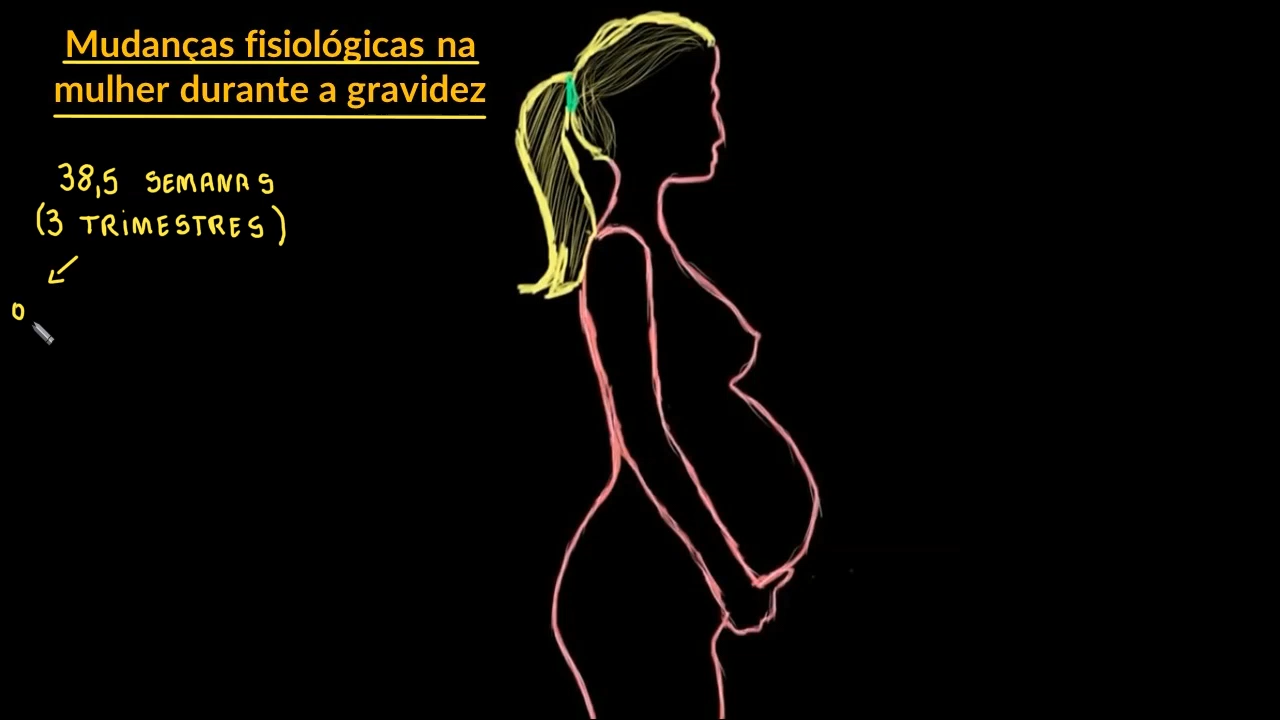 Mudanças fisiológicas na
mulher durante a gravidez
38,5 SEMANAS
(3 TRiMESTRES)
0